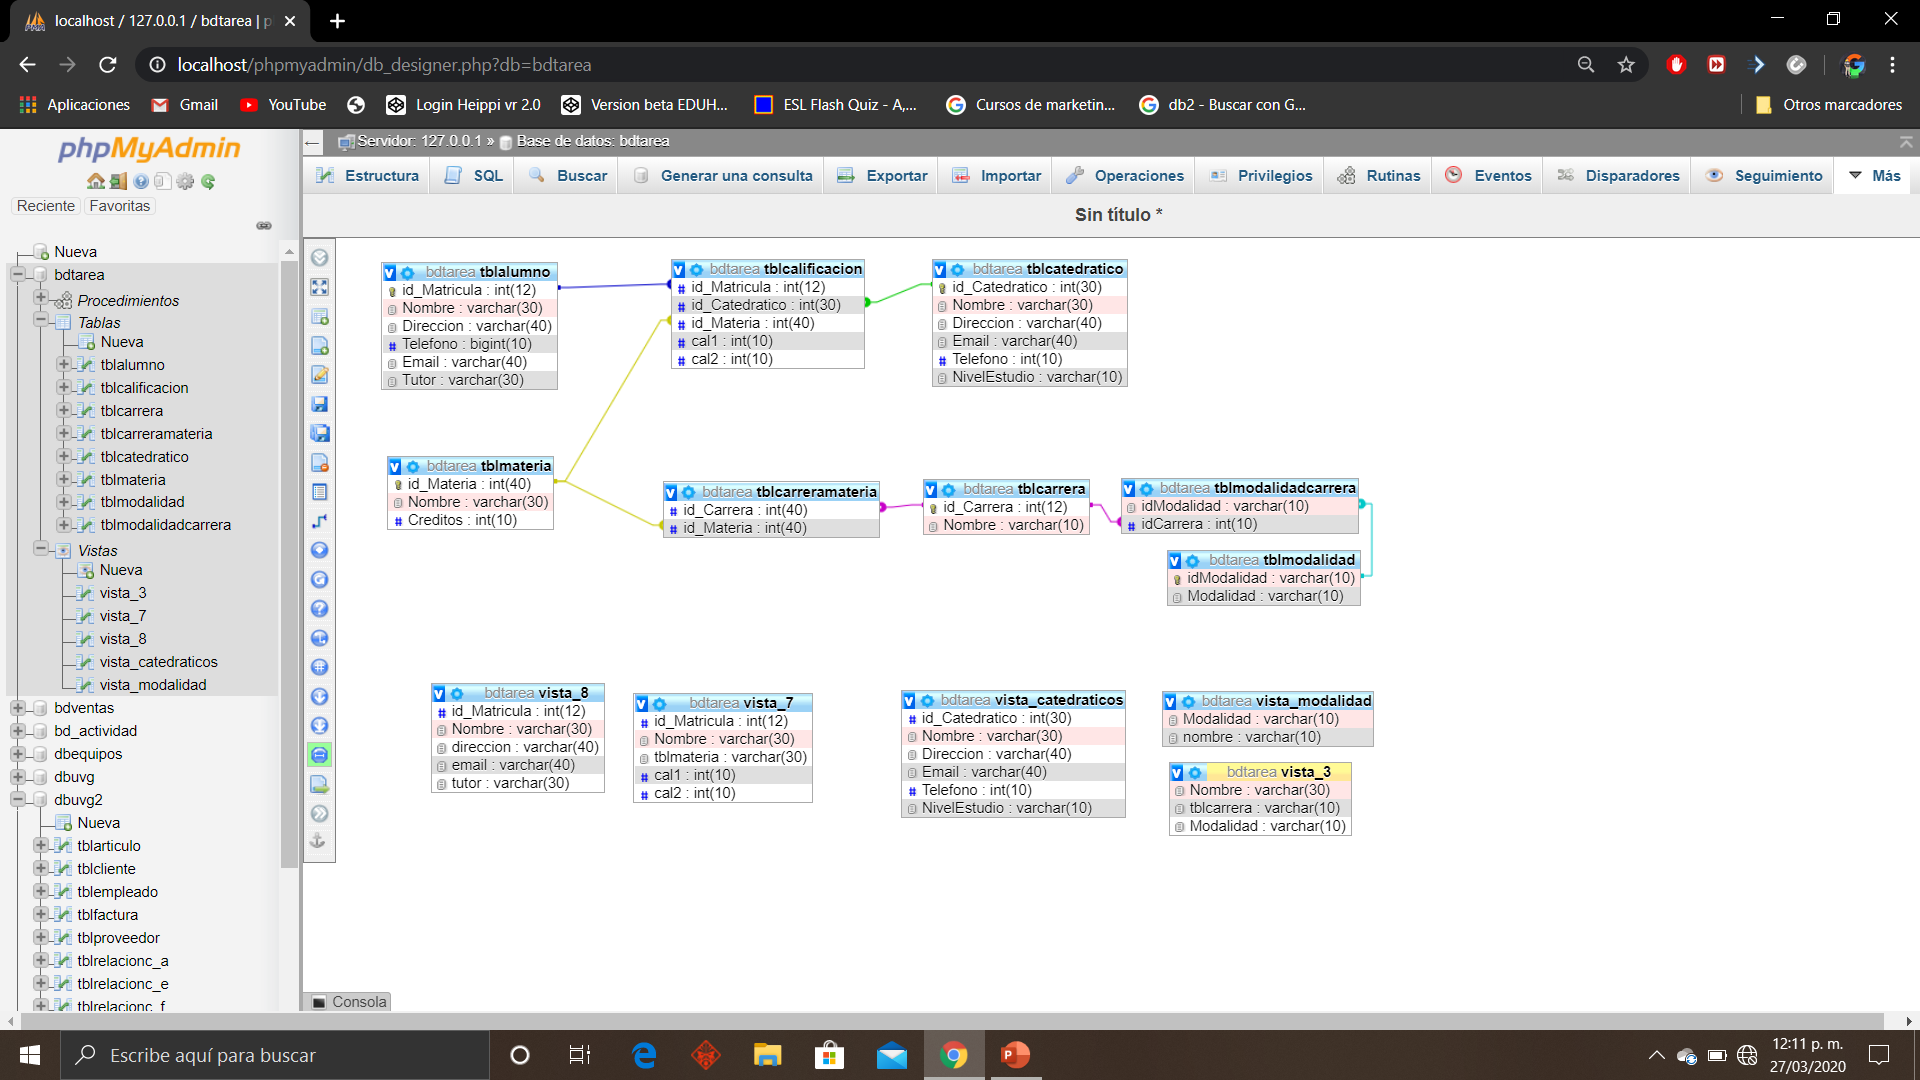 localhost / 127.0.0.1 / bdtarea | p
localhost/phpmyadmin/db_designer.php?db=bdtarea
Aplicaciones
Gmail
YouTube
Login Heippi vr 2.0
Version beta EDUH...
ESL Flash Quiz - A,...
Cursos de marketin...
db2 - Buscar con G...
Otros marcadores
phpMyAdmin
Reciente
Favoritas
Nueva
bdtarea
Procedimientos
Tablas
Nueva
tblalumno
tblcalificacion
tblcarrera
tblcarreramateria
tblcatedratico
tblmateria
tblmodalidad
tblmodalidadcarrera
Vistas
Nueva
vista_3
vista_7
vista_8
vista_catedraticos
vista_modalidad
bdventas
bd_actividad
dbequipos
dbuvg
dbuvg2
Nueva
tblarticulo
tblcliente
tblempleado
tblfactura
tblproveedor
tblrelacionc_a
tblrelacionc_e
tblrelacionc_f
Servidor: 127.0.0.1 » Base de datos: bdtarea
Estructura
SQL
Buscar
Generar una consulta
Exportar
Importar
Operaciones
Privilegios
Rutinas
Eventos
Disparadores
Seguimiento
Más
Sin título *
bdtarea tblalumno
id_Matricula : int(12)
Nombre : varchar(30)
Direccion : varchar(40)
Telefono : bigint(10)
Email : varchar(40)
Tutor : varchar(30)
bdtarea tblcalificacion
id_Matricula : int(12)
id_Catedratico : int(30)
id_Materia : int(40)
cal1 : int(10)
cal2 : int(10)
bdtarea tblcatedratico
id_Catedratico : int(30)
Nombre : varchar(30)
Direccion : varchar(40)
Email : varchar(40)
Telefono : int(10)
NivelEstudio : varchar(10)
bdtarea tblmateria
id_Materia : int(40)
Nombre : varchar(30)
Creditos : int(10)
bdtarea tblcarreramateria
id_Carrera : int(40)
id_Materia : int(40)
bdtarea tblcarrera
id_Carrera : int(12)
Nombre : varchar(10)
bdtarea tblmodalidadcarrera
idModalidad : varchar(10)
idCarrera : int(10)
bdtarea tblmodalidad
idModalidad : varchar(10)
Modalidad : varchar(10)
bdtarea vista_8
id_Matricula : int(12)
Nombre : varchar(30)
direccion : varchar(40)
email : varchar(40)
tutor : varchar(30)
bdtarea vista_7
id_Matricula : int(12)
Nombre : varchar(30)
tblmateria : varchar(30)
cal1 : int(10)
cal2 : int(10)
bdtarea vista_catedraticos
id_Catedratico : int(30)
Nombre : varchar(30)
Direccion : varchar(40)
Email : varchar(40)
Telefono : int(10)
NivelEstudio : varchar(10)
bdtarea vista_modalidad
Modalidad : varchar(10)
nombre : varchar(10)
bdtarea vista_3
Nombre : varchar(30)
tblcarrera : varchar(10)
Modalidad : varchar(10)
Consola
Escribe aquí para buscar
12:11 p. m.
27/03/2020